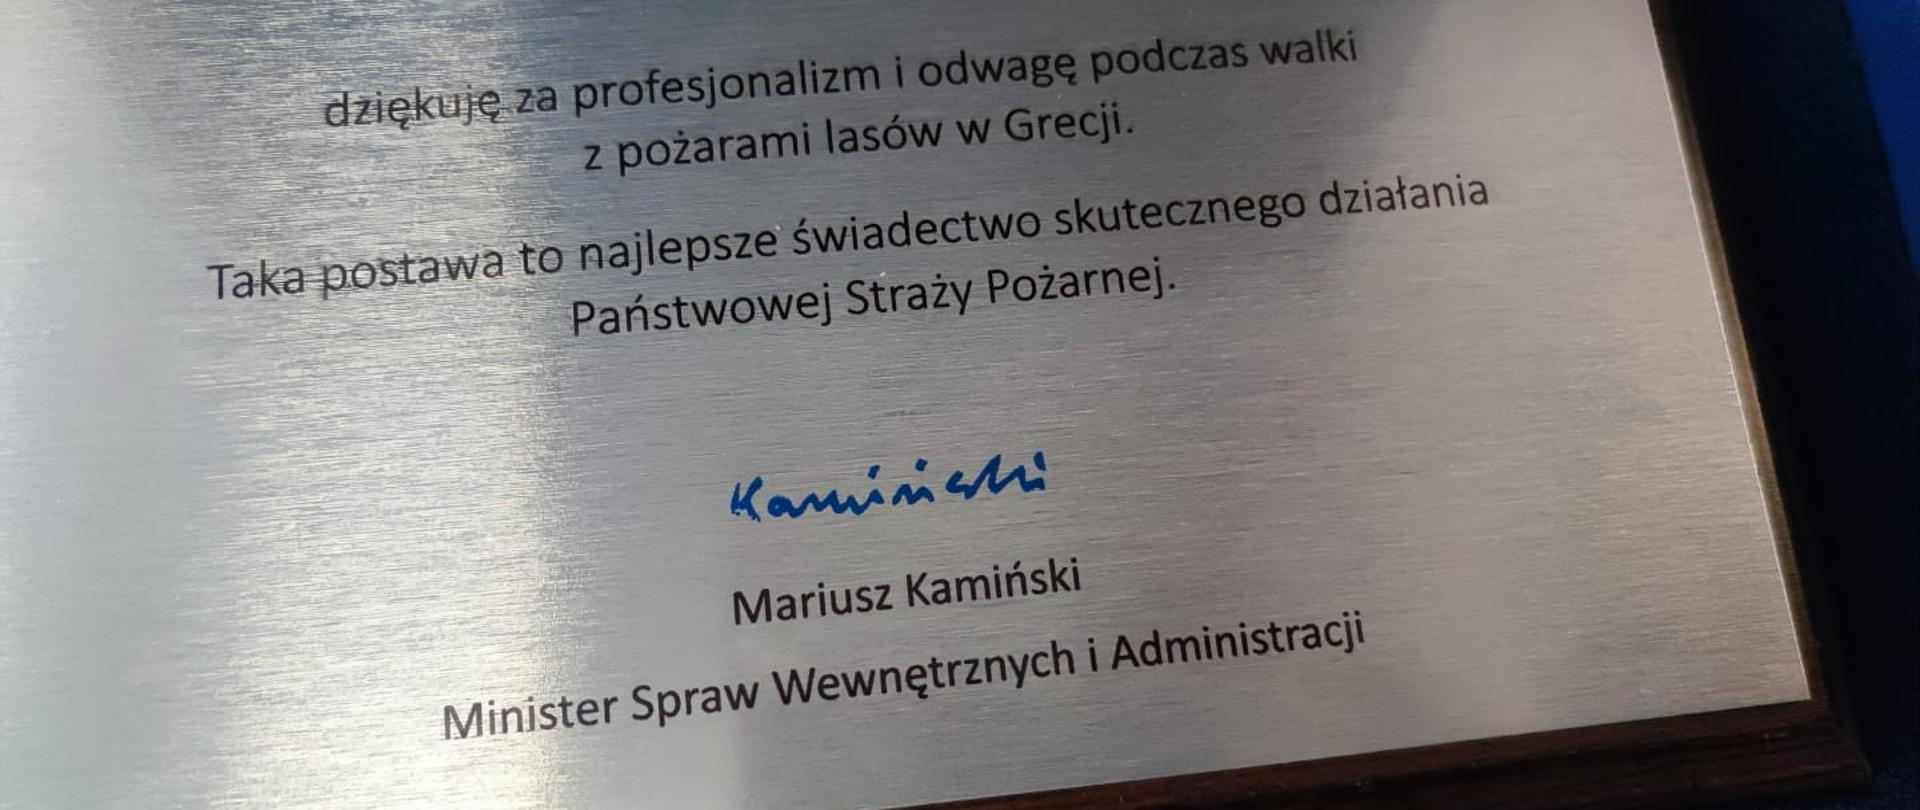 dziękuję za profesjonalizm i odwagę podczas walki
z pożarami lasów w Grecji.
Taka postawa to najlepsze świadectwo skutecznego działania
Państwowej Straży Pożarnej.
Kamiński
Mariusz Kamiński
Minister Spraw Wewnętrznych i Administracji